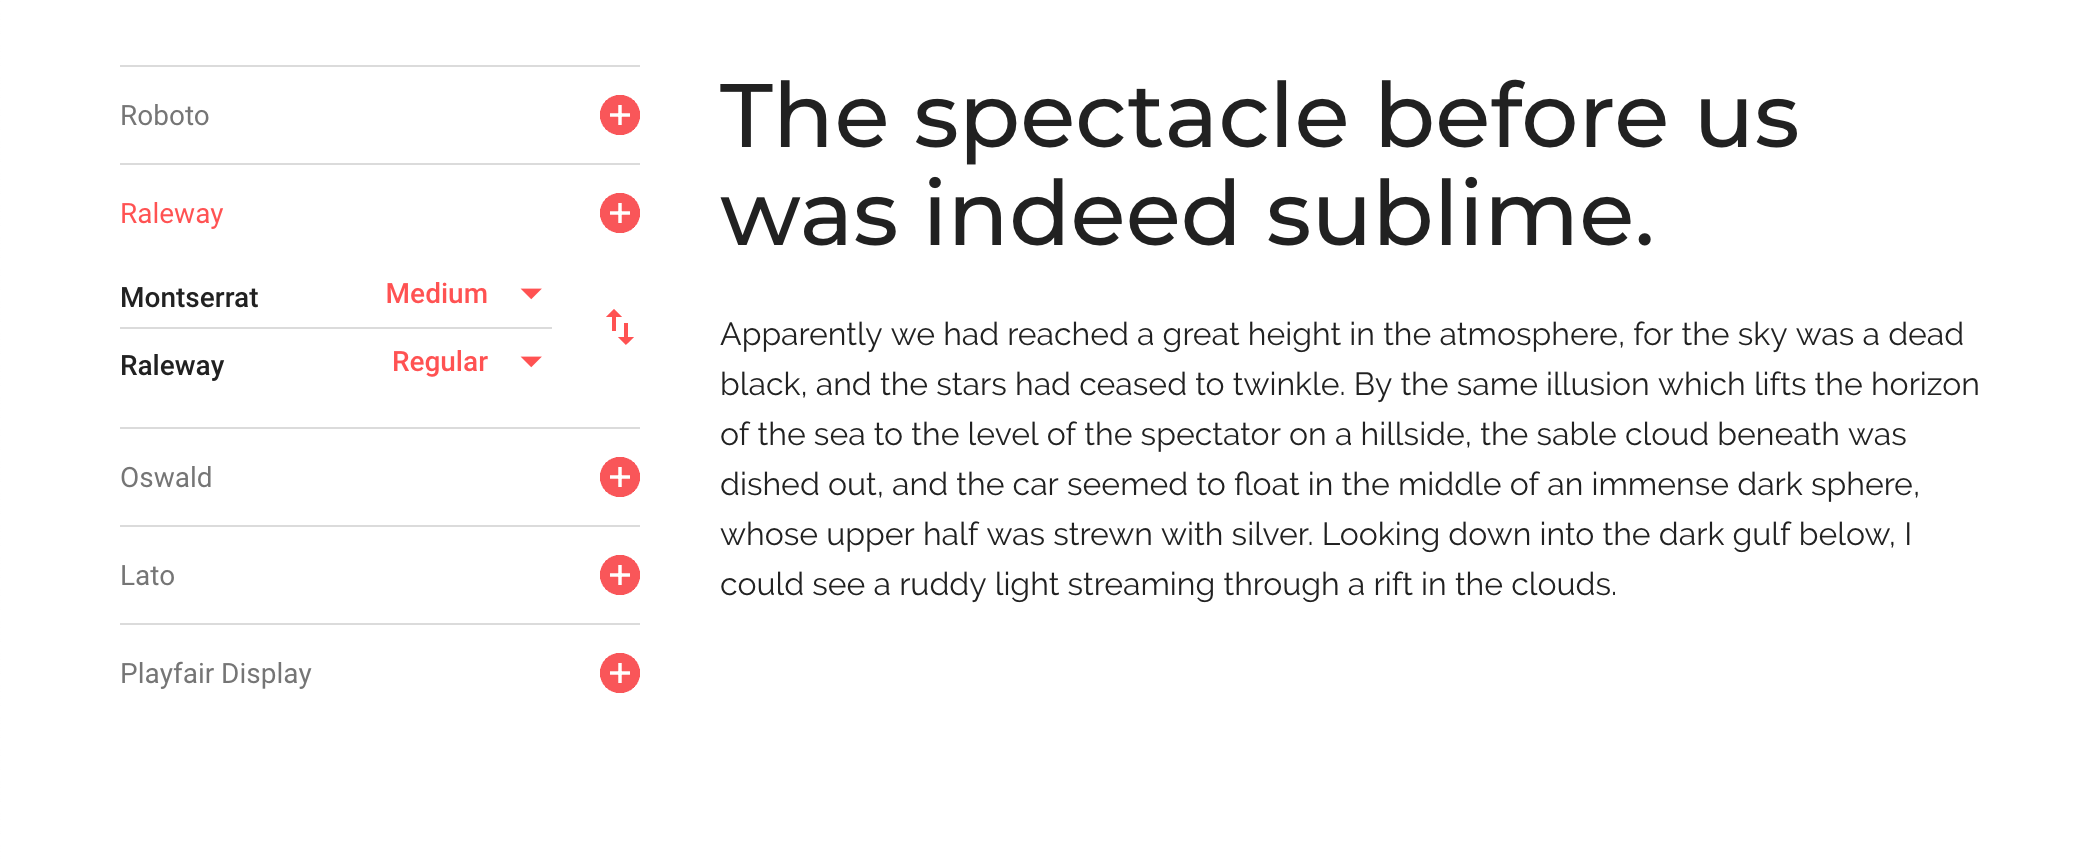 Roboto
Raleway
Montserrat Medium
Raleway Regular
Oswald
Lato
Playfair Display
The spectacle before us
was indeed sublime.
Apparently we had reached a great height in the atmosphere, for the sky was a dead
black, and the stars had ceased to twinkle. By the same illusion which lifts the horizon
of the sea to the level of the spectator on a hillside, the sable cloud beneath was
dished out, and the car seemed to float in the middle of an immense dark sphere,
whose upper half was strewn with silver. Looking down into the dark gulf below, I
could see a ruddy light streaming through a rift in the clouds.